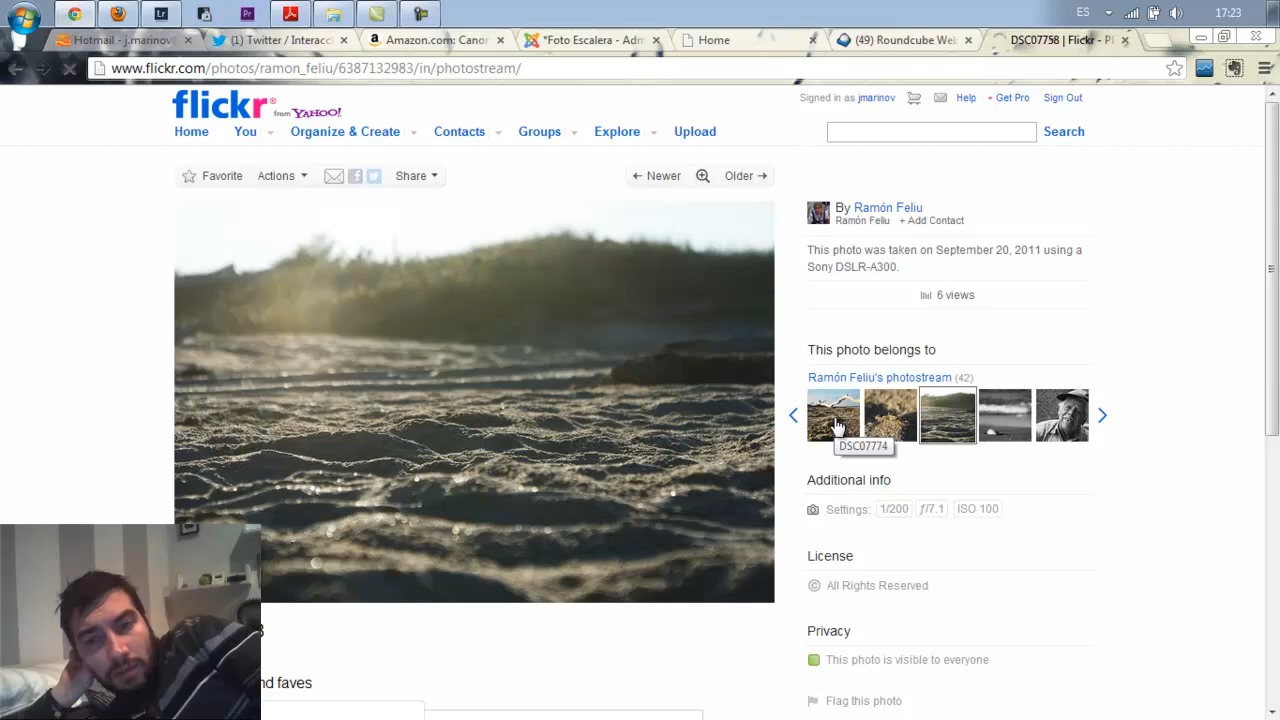 ES 17:23
Hotmail - j.marinov@
(1) Twitter / Interacci
Amazon.com: Canon
*Foto Escalera - Adm
Home
(49) Roundcube Web
DSC07758 | Flickr - P
www.flickr.com/photos/ramon_feliu/6387132983/in/photostream/
flickr from YAHOO!
Signed in as jmarinov Help Get Pro Sign Out
Home You Organize & Create Contacts Groups Explore Upload Search
Favorite Actions Share Newer Older
By Ramón Feliu
Ramón Feliu + Add Contact
This photo was taken on September 20, 2011 using a
Sony DSLR-A300.
6 views
This photo belongs to
Ramón Feliu's photostream (42)
DSC07774
Additional info
Settings: 1/200 ƒ/7.1 ISO 100
License
© All Rights Reserved
Privacy
This photo is visible to everyone
nd faves
Flag this photo